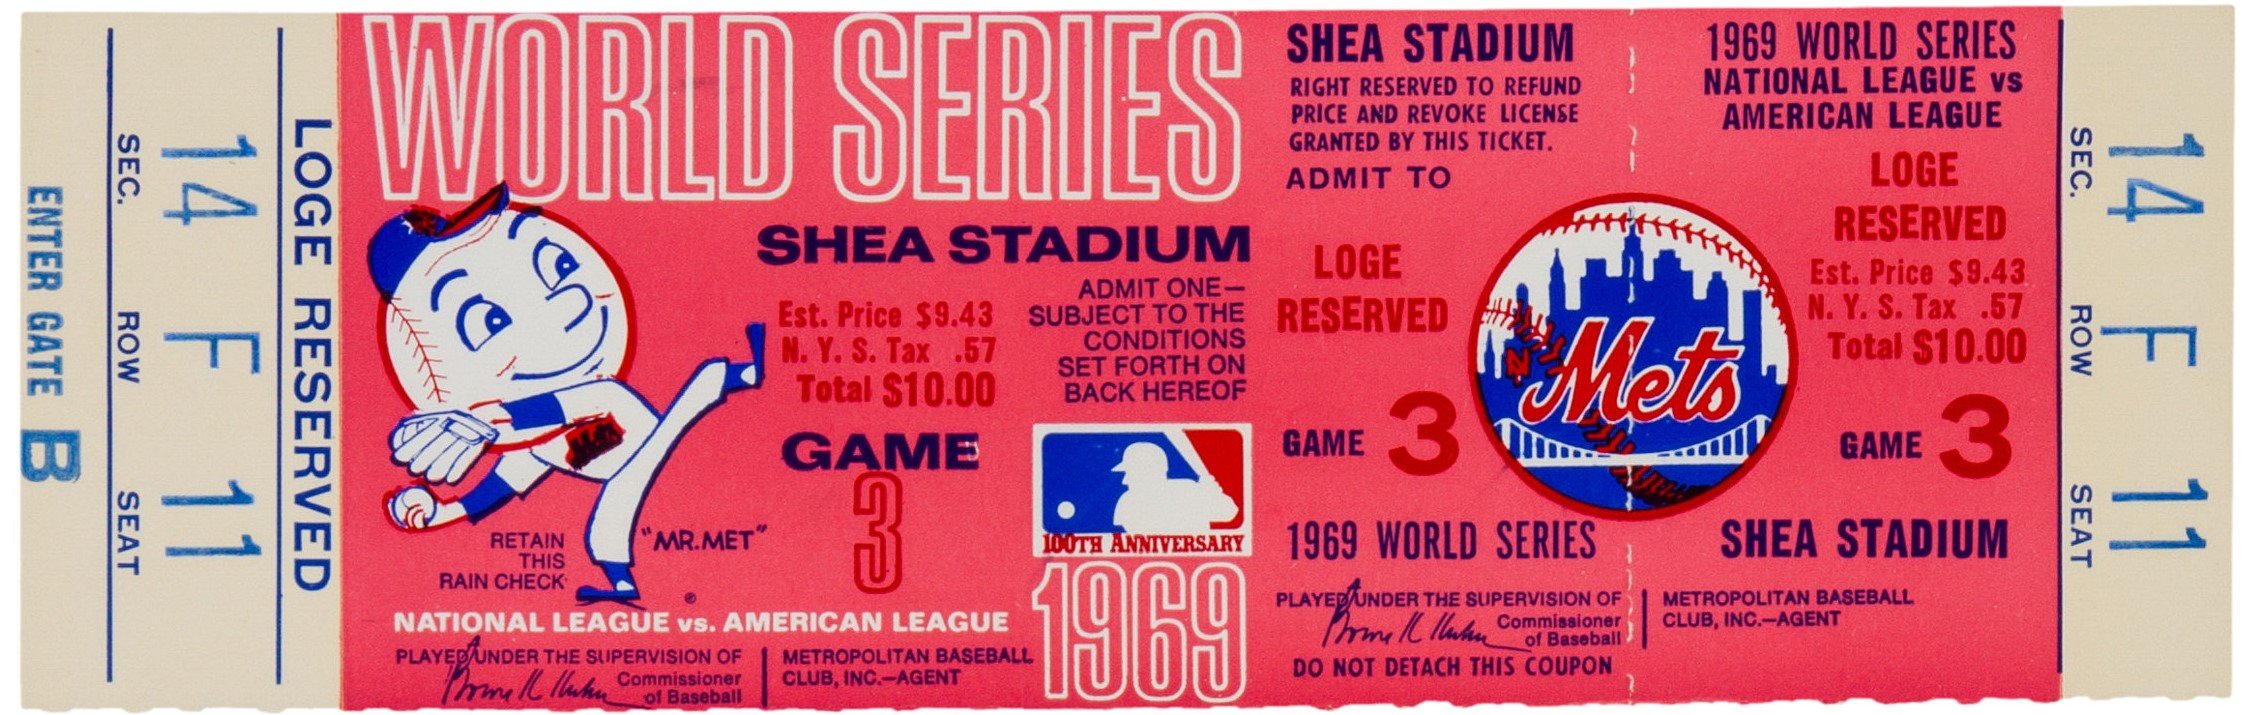 ENTER GATE B
SEC. 14
ROW F
SEAT 11
LOGE RESERVED
WORLD SERIES
SHEA STADIUM
Est. Price $9.43
N. Y. S. Tax .57
Total $10.00
ADMIT ONE—
SUBJECT TO THE
CONDITIONS
SET FORTH ON
BACK HEREOF
GAME
3
RETAIN
THIS
RAIN CHECK
"MR.MET"
100TH ANNIVERSARY
1969
NATIONAL LEAGUE vs. AMERICAN LEAGUE
PLAYED UNDER THE SUPERVISION OF
Bowie K Kuhn Commissioner
of Baseball
METROPOLITAN BASEBALL
CLUB, INC.—AGENT
SHEA STADIUM
RIGHT RESERVED TO REFUND
PRICE AND REVOKE LICENSE
GRANTED BY THIS TICKET.
ADMIT TO
LOGE
RESERVED
GAME 3
1969 WORLD SERIES
PLAYED UNDER THE SUPERVISION OF
Bowie K Kuhn Commissioner
of Baseball
DO NOT DETACH THIS COUPON
Mets
NY
1969 WORLD SERIES
NATIONAL LEAGUE vs
AMERICAN LEAGUE
LOGE
RESERVED
Est. Price $9.43
N. Y. S. Tax .57
Total $10.00
GAME 3
SHEA STADIUM
METROPOLITAN BASEBALL
CLUB, INC.—AGENT
SEC. 14
ROW F
SEAT 11